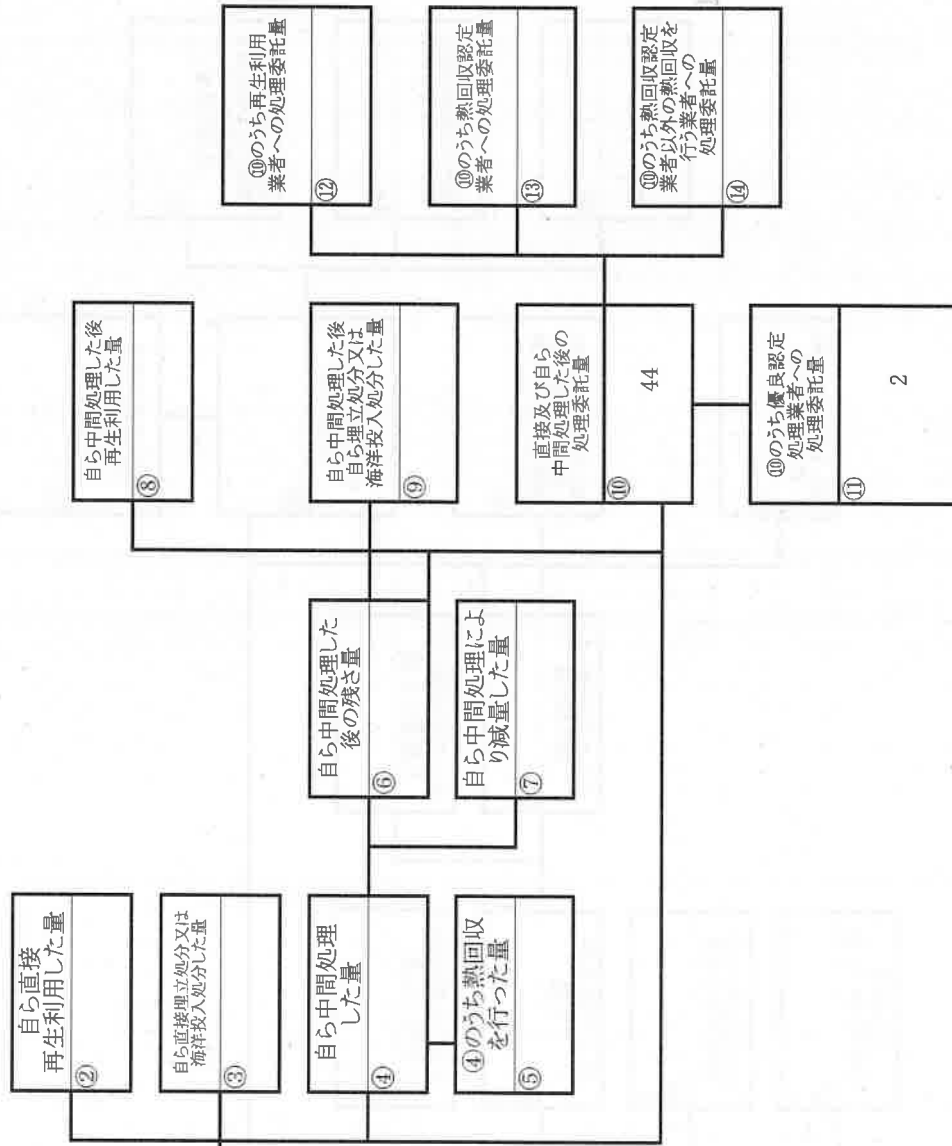 自ら直接
再生利用した量
②
自ら直接埋立処分又は
海洋投入処分した量
③
自ら中間処理
した量
④
④のうち熱回収
を行った量
⑤
自ら中間処理した
後の残さ量
⑥
自ら中間処理によ
り減量した量
⑦
自ら中間処理した後
再生利用した量
⑧
自ら中間処理した後
自ら埋立処分又は
海洋投入処分した量
⑨
直接及び自ら
中間処理した後の
処理委託量
⑩
44
⑩のうち優良認定
処理業者への
処理委託量
⑪
2
⑩のうち再生利用
業者への処理委託量
⑫
⑩のうち熱回収認定
業者への処理委託量
⑬
⑩のうち熱回収認定
業者以外の熱回収を
行う業者への
処理委託量
⑭